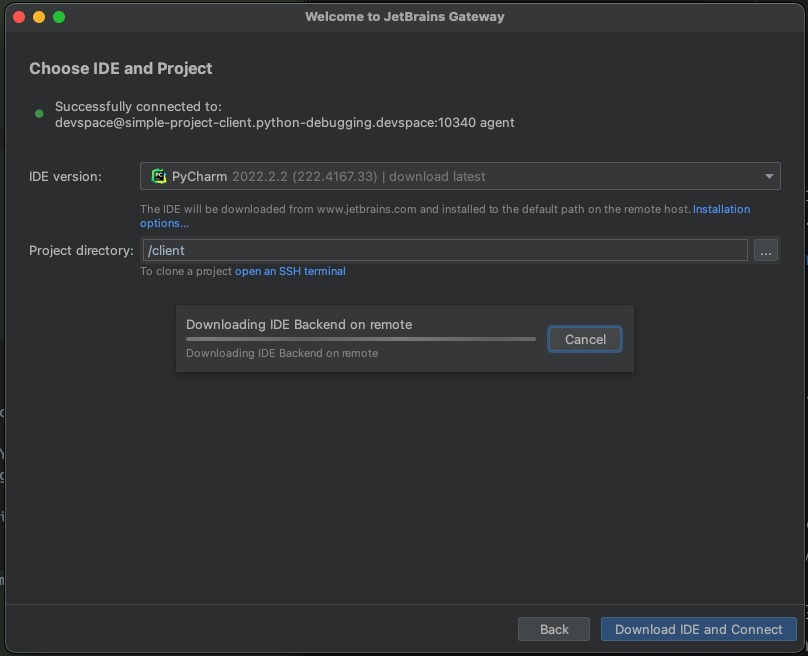 Welcome to JetBrains Gateway
Choose IDE and Project
Successfully connected to:
devspace@simple-project-client.python-debugging.devspace:10340 agent
IDE version:
PC
PyCharm 2022.2.2 (222.4167.33) | download latest
The IDE will be downloaded from www.jetbrains.com and installed to the default path on the remote host. Installation
options...
Project directory:
/client
...
To clone a project open an SSH terminal
Downloading IDE Backend on remote
Cancel
Downloading IDE Backend on remote
Back
Download IDE and Connect